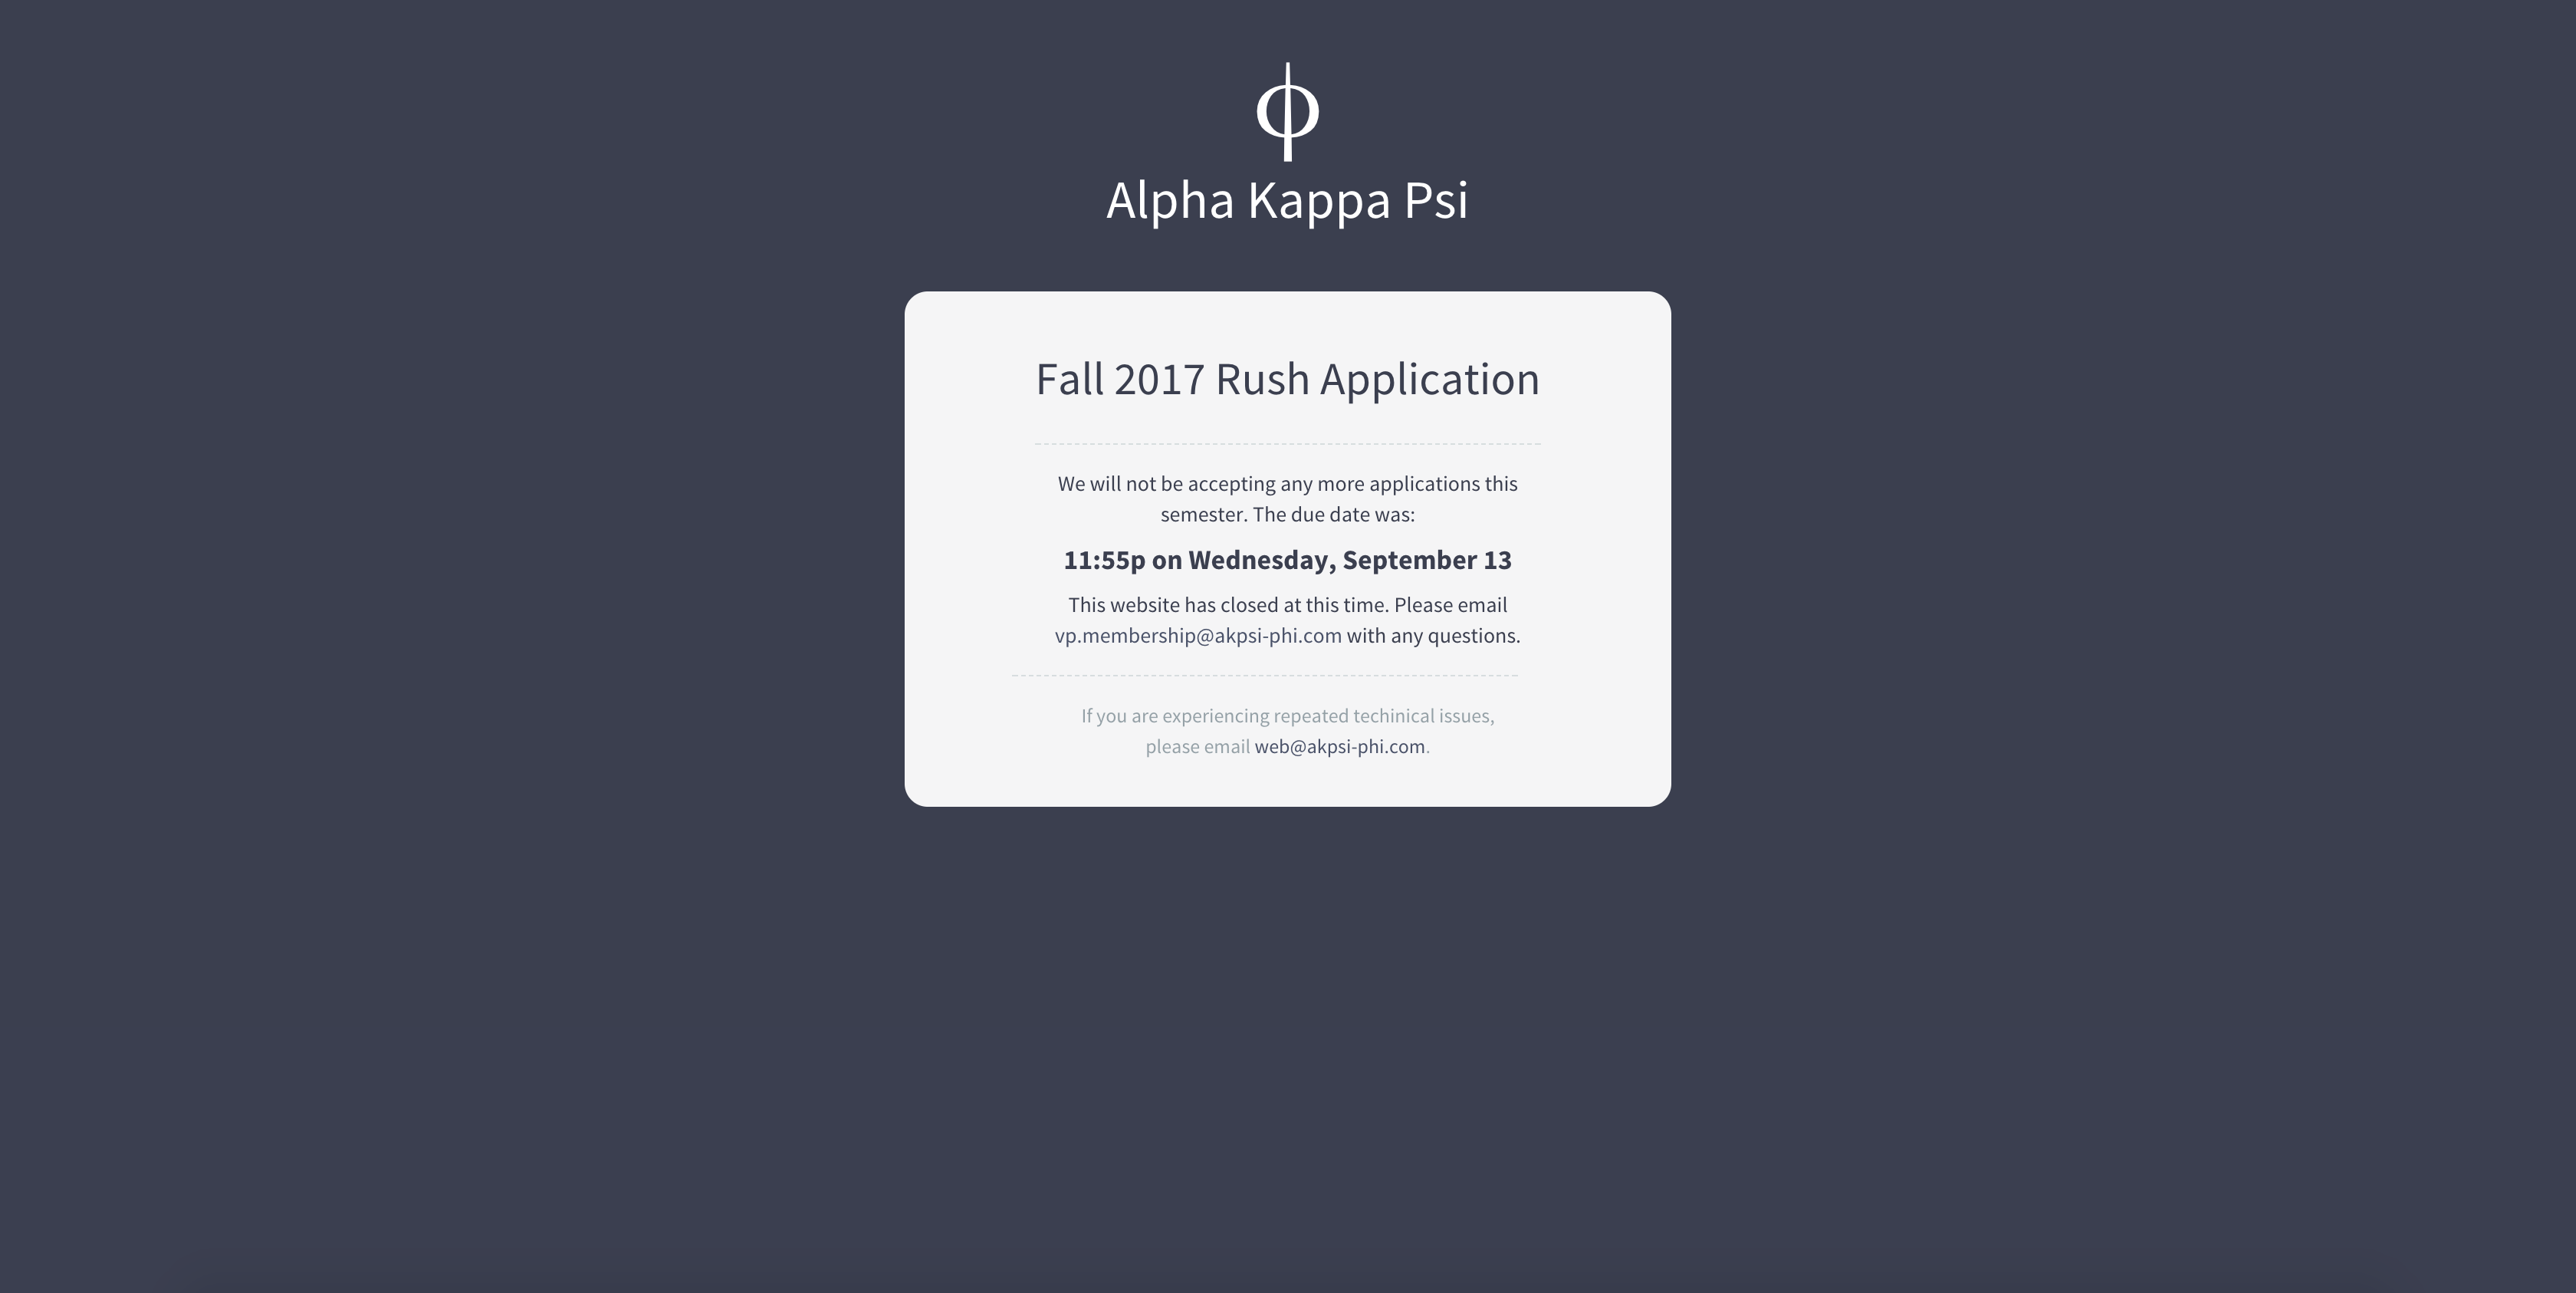 ϕ
Alpha Kappa Psi
Fall 2017 Rush Application
We will not be accepting any more applications this
semester. The due date was:
11:55p on Wednesday, September 13
This website has closed at this time. Please email
vp.membership@akpsi-phi.com with any questions.
If you are experiencing repeated techinical issues,
please email web@akpsi-phi.com.